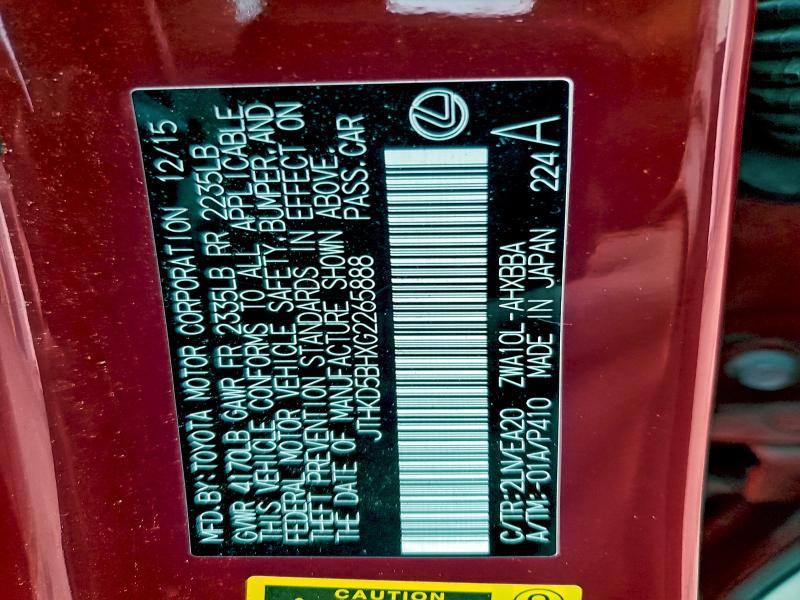 MFD. BY: TOYOTA MOTOR CORPORATION 12/15
GVWR 4170LB GAWR FR 2335LB RR 2235LB
THIS VEHICLE CONFORMS TO ALL APPLICABLE
FEDERAL MOTOR VEHICLE SAFETY, BUMPER, AND
THEFT PREVENTION STANDARDS IN EFFECT ON
THE DATE OF MANUFACTURE SHOWN ABOVE.
JTHKD5BHXG2265888 PASS. CAR
C/TR: 2LN/EA20 ZWA10L-AHXBBA
A/TM: -01A/P410 MADE IN JAPAN 224A
CAUTION